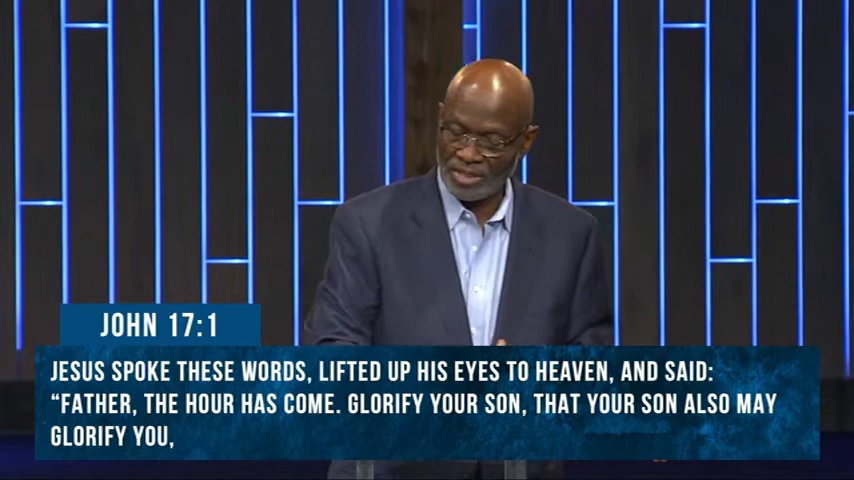 JOHN 17:1
JESUS SPOKE THESE WORDS, LIFTED UP HIS EYES TO HEAVEN, AND SAID:
“FATHER, THE HOUR HAS COME. GLORIFY YOUR SON, THAT YOUR SON ALSO MAY
GLORIFY YOU,